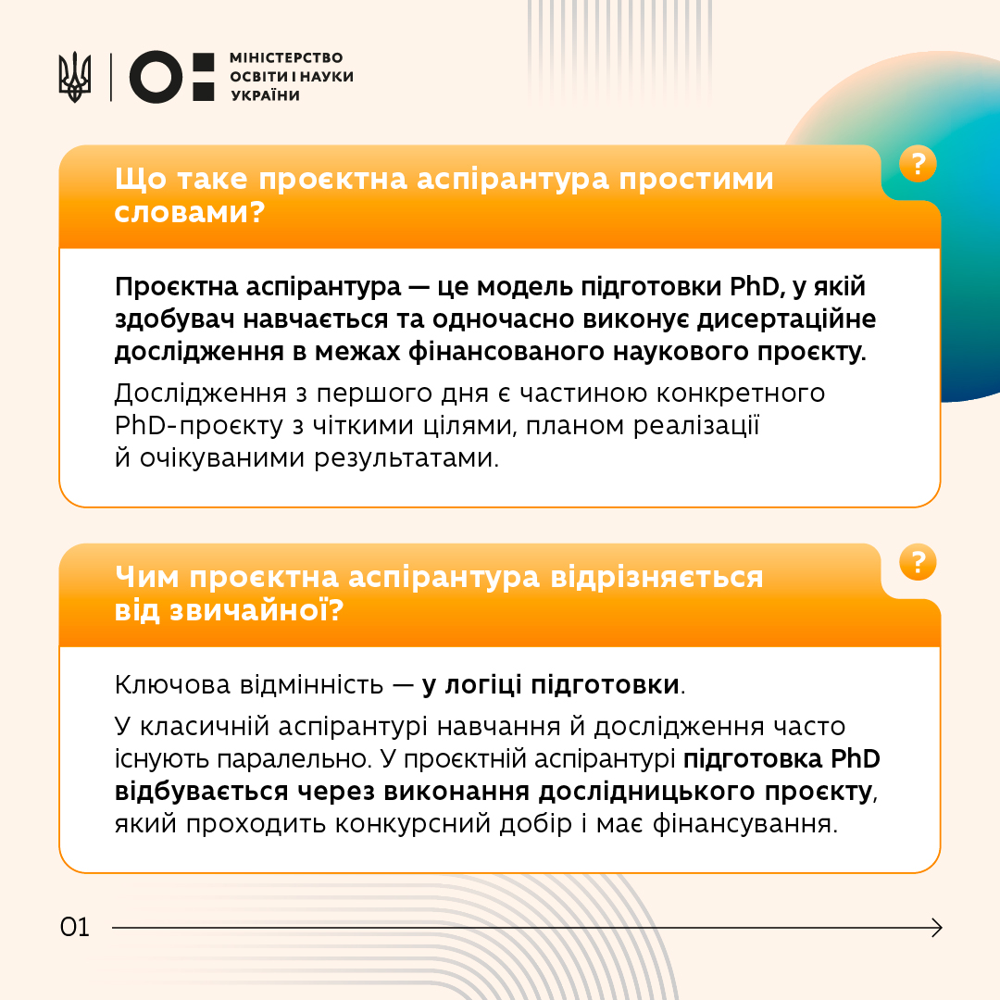 МІНІСТЕРСТВО
ОСВІТИ І НАУКИ
УКРАЇНИ
Що таке проєктна аспірантура простими
словами?
?
Проєктна аспірантура — це модель підготовки PhD, у якій
здобувач навчається та одночасно виконує дисертаційне
дослідження в межах фінансованого наукового проєкту.
Дослідження з першого дня є частиною конкретного
PhD-проєкту з чіткими цілями, планом реалізації
й очікуваними результатами.
Чим проєктна аспірантура відрізняється
від звичайної?
?
Ключова відмінність — у логіці підготовки.
У класичній аспірантурі навчання й дослідження часто
існують паралельно. У проєктній аспірантурі підготовка PhD
відбувається через виконання дослідницького проєкту,
який проходить конкурсний добір і має фінансування.
01